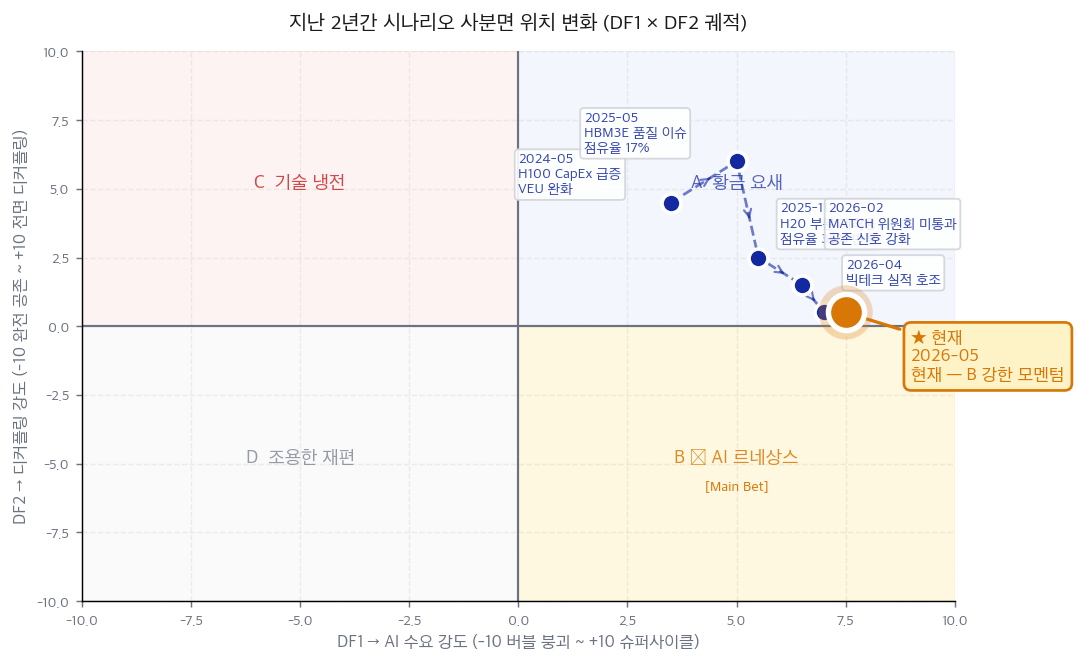 지난 2년간 시나리오 사분면 위치 변화 (DF1 × DF2 궤적)
DF2 → 디커플링 강도 (-10 완전 공존 ~ +10 전면 디커플링)
10.0
7.5
5.0
2.5
0.0
-2.5
-5.0
-7.5
-10.0
C 기술 냉전
A 황금 요새
D 조용한 재편
B AI 르네상스
[Main Bet]
2024-05
H100 CapEx 급증
VEU 완화
2025-05
HBM3E 품질 이슈
점유율 17%
2025-1
H20
점유율
2026-02
MATCH 위원회 미통과
공존 신호 강화
2026-04
빅테크 실적 호조
★ 현재
2026-05
현재 — B 강한 모멘텀
-10.0 -7.5 -5.0 -2.5 0.0 2.5 5.0 7.5 10.0
DF1 → AI 수요 강도 (-10 버블 붕괴 ~ +10 슈퍼사이클)